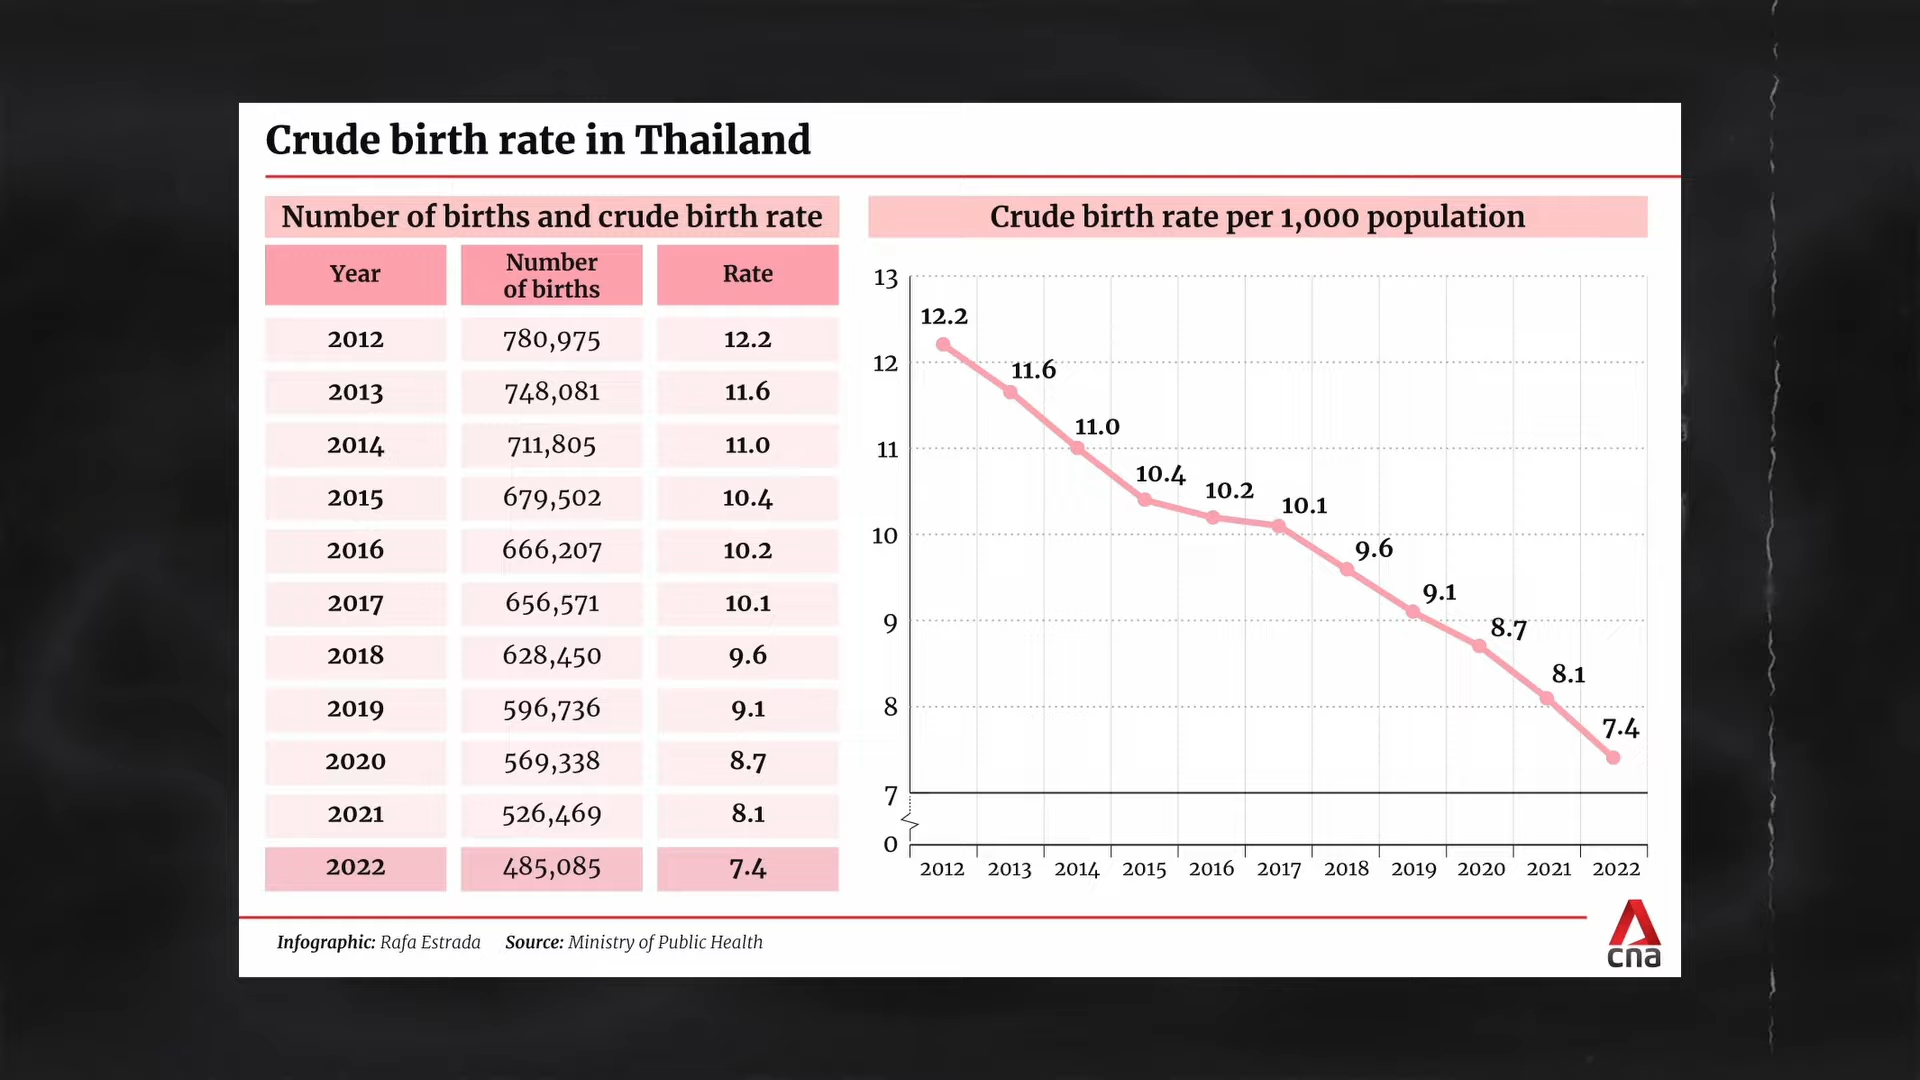 Crude birth rate in Thailand
Number of births and crude birth rate
Year Number of births Rate
2012 780,975 12.2
2013 748,081 11.6
2014 711,805 11.0
2015 679,502 10.4
2016 666,207 10.2
2017 656,571 10.1
2018 628,450 9.6
2019 596,736 9.1
2020 569,338 8.7
2021 526,469 8.1
2022 485,085 7.4
Crude birth rate per 1,000 population
13
12
11
10
9
8
7
0
12.2
11.6
11.0
10.4
10.2
10.1
9.6
9.1
8.7
8.1
7.4
2012 2013 2014 2015 2016 2017 2018 2019 2020 2021 2022
Infographic: Rafa Estrada Source: Ministry of Public Health
cna